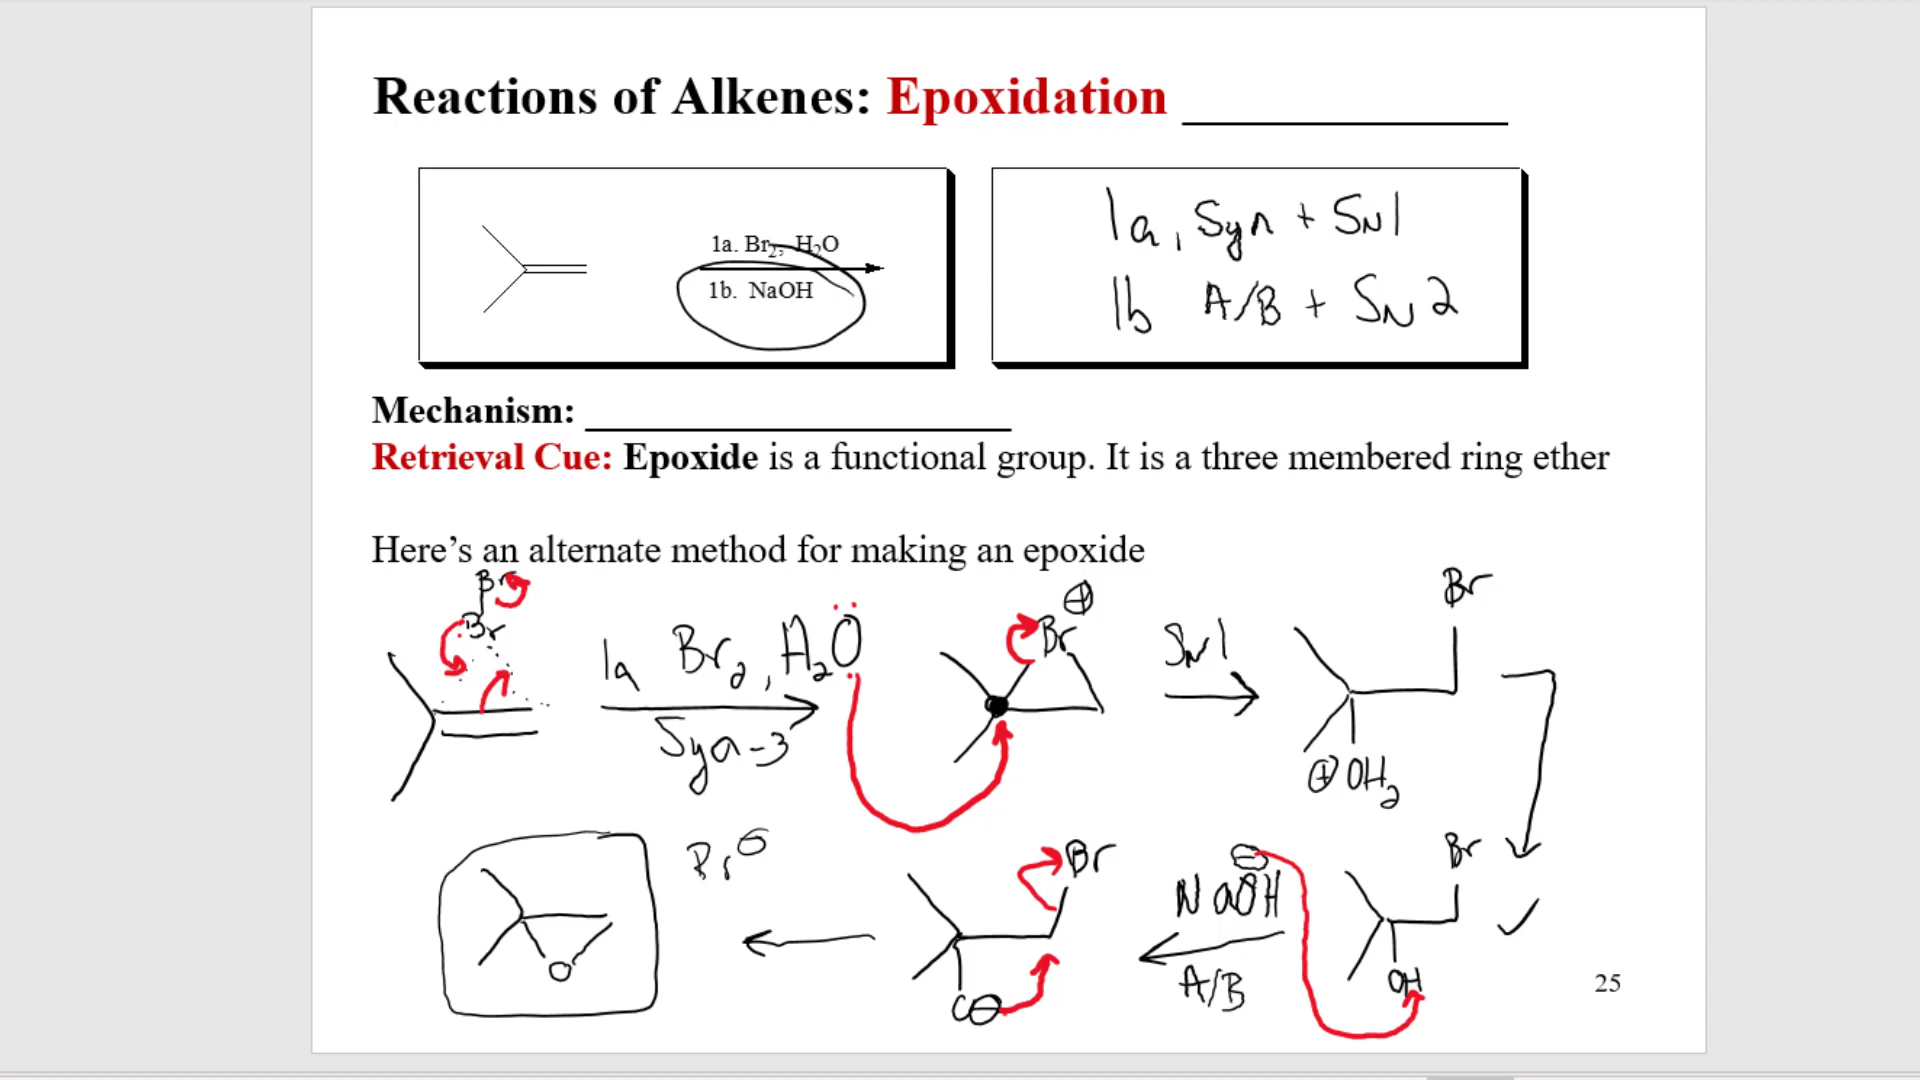 Reactions of Alkenes: Epoxidation
1a. Br₂, H₂O
1b. NaOH
1a, Syn + SN1
1b A/B + SN2
Mechanism:
Retrieval Cue: Epoxide is a functional group. It is a three membered ring ether
Here’s an alternate method for making an epoxide
Br
Br
1a Br₂, H₂O
Syn-3
Br
⊕
SN1
Br
⊕OH₂
Br
OH
⊖
NaOH
A/B
Br
O⊖
Br⊖
O
25